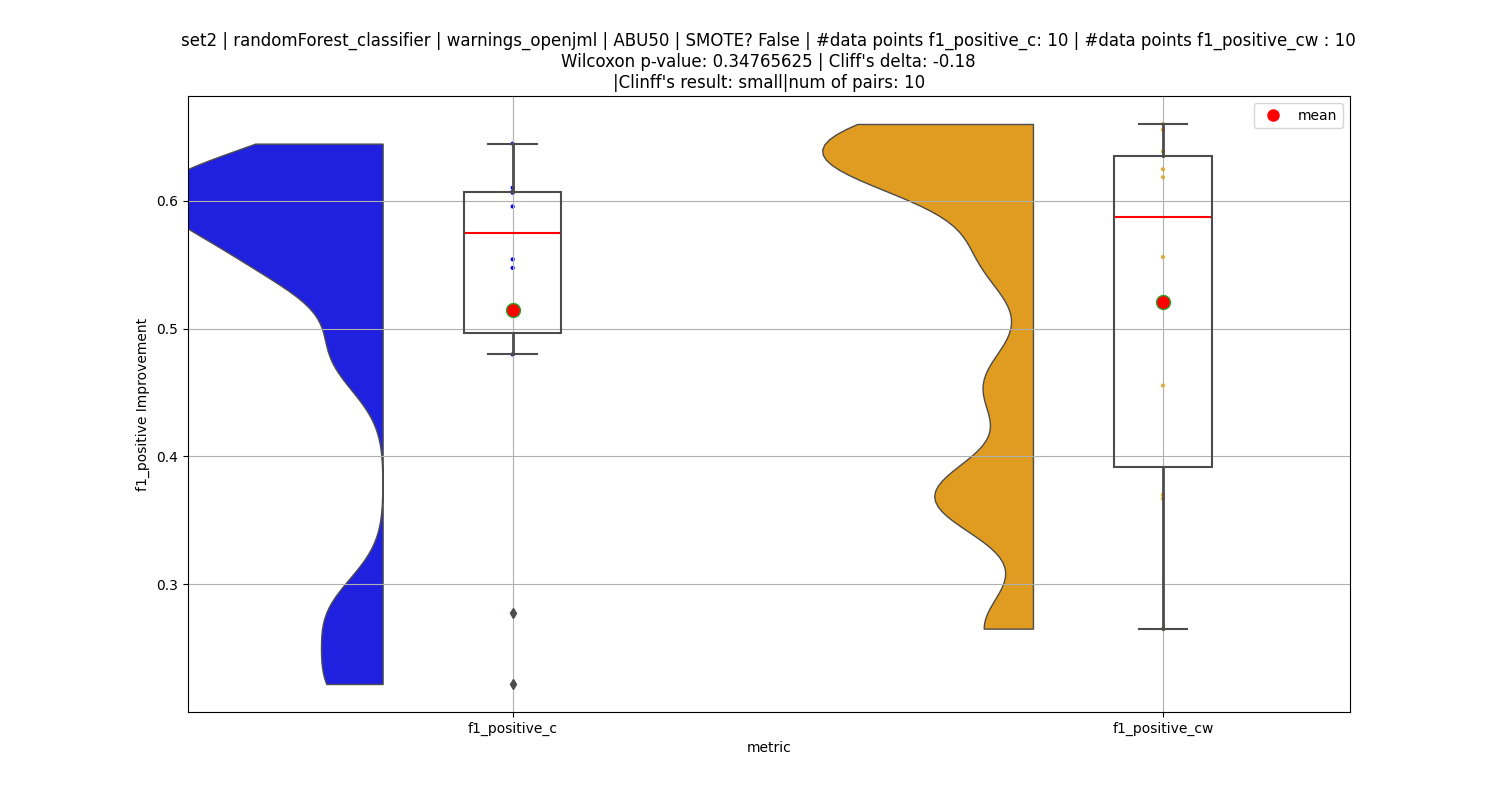 set2 | randomForest_classifier | warnings_openjml | ABU50 | SMOTE? False | #data points f1_positive_c: 10 | #data points f1_positive_cw : 10
Wilcoxon p-value: 0.34765625 | Cliff's delta: -0.18
|Clinff's result: small|num of pairs: 10
mean
f1_positive Improvement
0.6
0.5
0.4
0.3
f1_positive_c
f1_positive_cw
metric